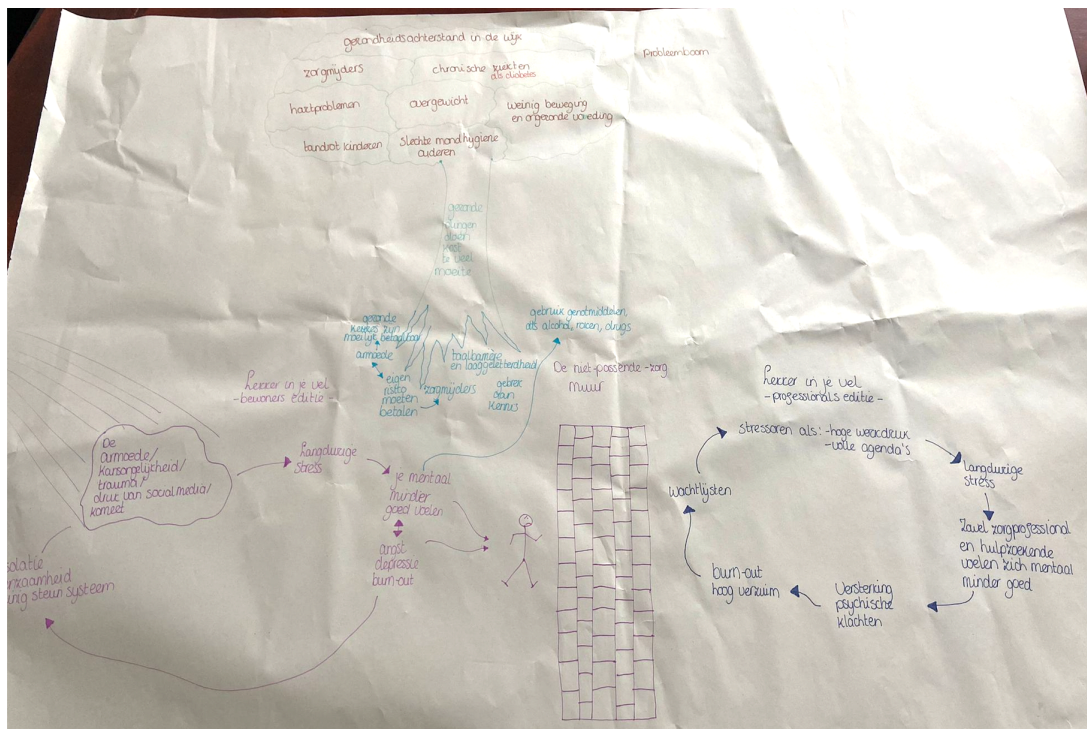 gezondheidsachterstand in de wijk
probleemboom
zorgmijders
chronische ziekten
als diabetes
hartproblemen
overgewicht
weinig beweging
en ongezonde voeding
tandrot kinderen
slechte mondhygiene
ouderen
gezonde
dingen
doen
kost
te veel
moeite
gezonde
keuzes zijn
moeilijk betaalbaar
armoede
eigen
risico
moeten
betalen
zorgmijders
taalbarrière
en laaggeletterdheid
gebrek
aan
kennis
gebruik genotmiddelen,
als alcohol, roken, drugs
De niet-passende-zorg
muur
Lekker in je vel
-bewoners editie-
De
armoede/
kansongelijkheid/
trauma/
druk van social media/
komeet
Langdurige
stress
je mentaal
minder
goed voelen
angst
depressie
burn-out
solatie
nzaamheid
steun systeem
Lekker in je vel
-professionals editie-
stressoren als: -hoge werkdruk
-volle agenda's
langdurige
stress
Zowel zorgprofessional
en hulpzoekende
voelen zich mentaal
minder goed
Versterking
psychische
klachten
burn-out
hoog verzuim
wachtlijsten